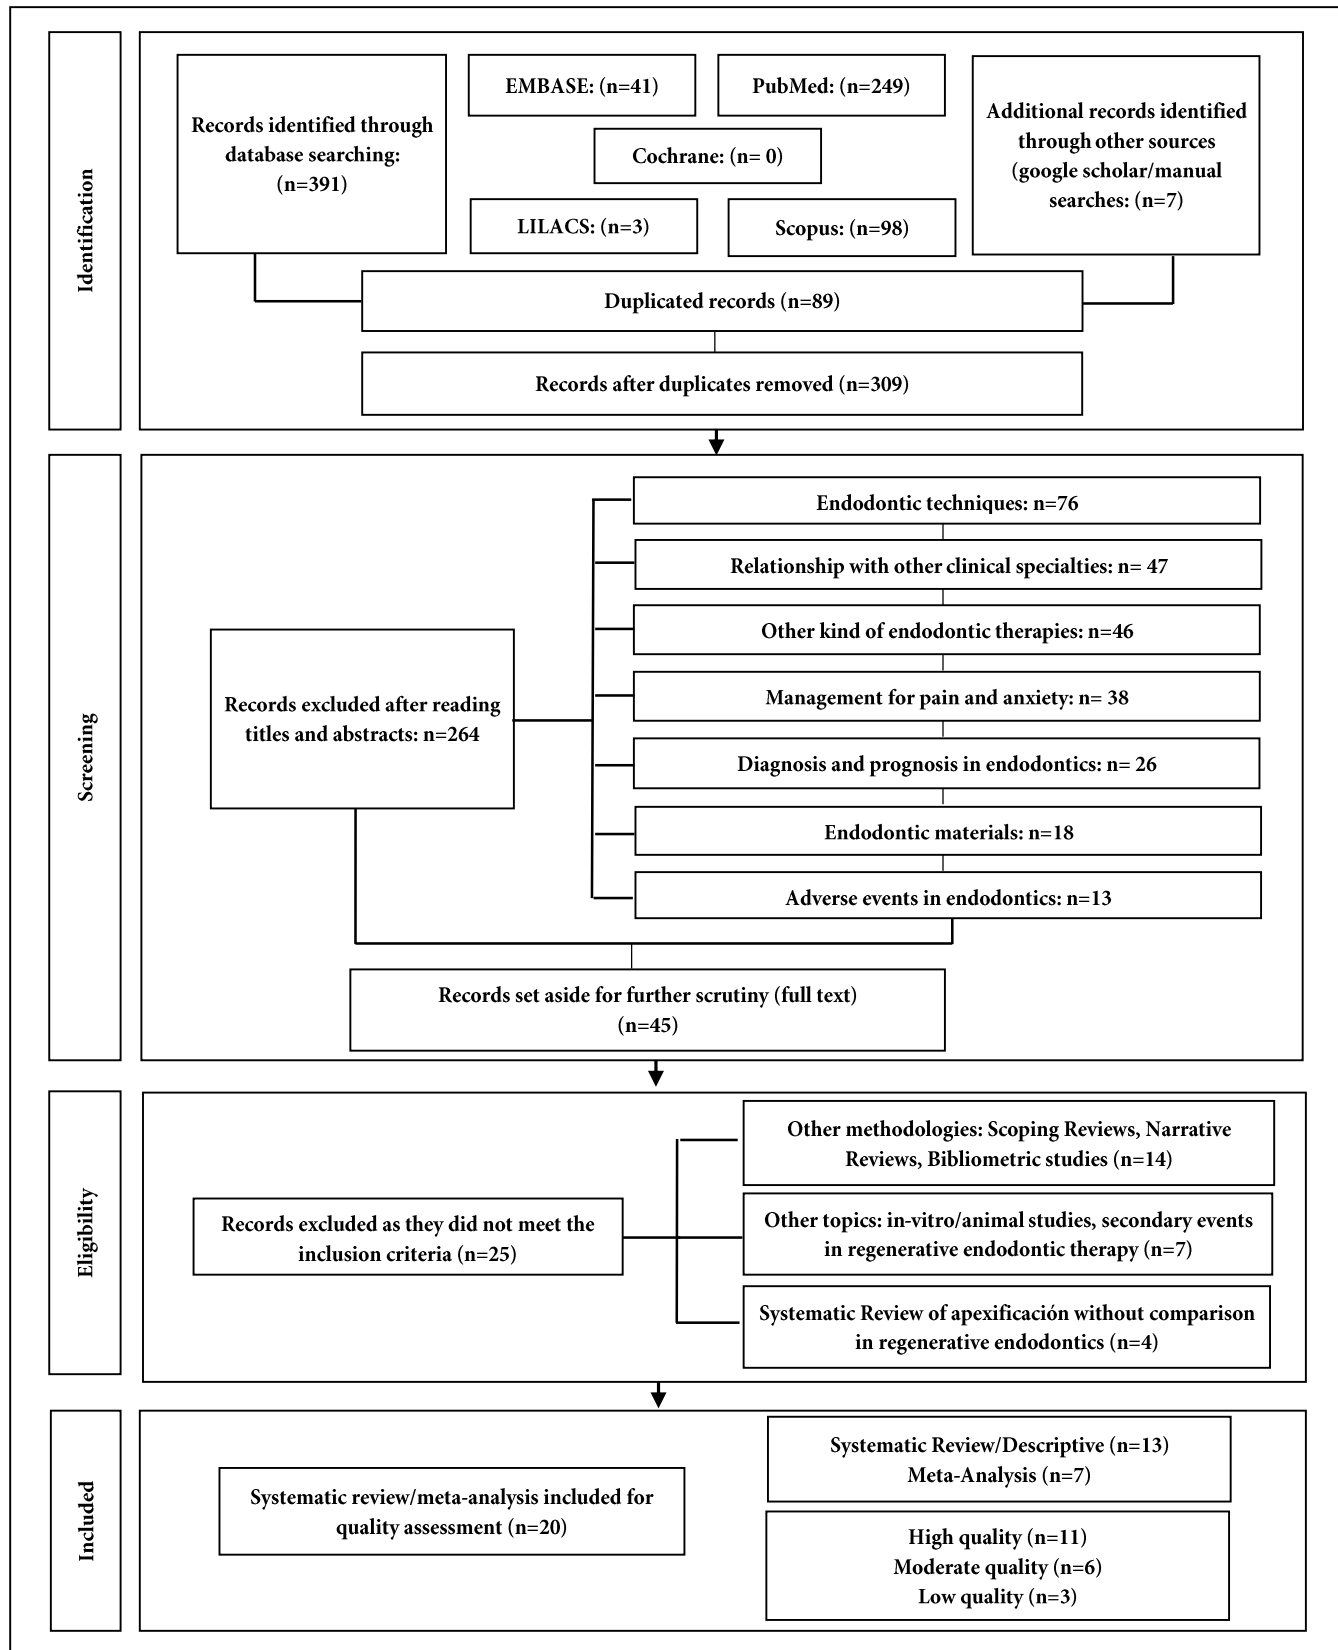 Identification
Records identified through
database searching:
(n=391)
EMBASE: (n=41)
PubMed: (n=249)
Cochrane: (n= 0)
LILACS: (n=3)
Scopus: (n=98)
Additional records identified
through other sources
(google scholar/manual
searches: (n=7)
Duplicated records (n=89)
Records after duplicates removed (n=309)
Screening
Records excluded after reading
titles and abstracts: n=264
Endodontic techniques: n=76
Relationship with other clinical specialties: n= 47
Other kind of endodontic therapies: n=46
Management for pain and anxiety: n= 38
Diagnosis and prognosis in endodontics: n= 26
Endodontic materials: n=18
Adverse events in endodontics: n=13
Records set aside for further scrutiny (full text)
(n=45)
Eligibility
Records excluded as they did not meet the
inclusion criteria (n=25)
Other methodologies: Scoping Reviews, Narrative
Reviews, Bibliometric studies (n=14)
Other topics: in-vitro/animal studies, secondary events
in regenerative endodontic therapy (n=7)
Systematic Review of apexificación without comparison
in regenerative endodontics (n=4)
Included
Systematic review/meta-analysis included for
quality assessment (n=20)
Systematic Review/Descriptive (n=13)
Meta-Analysis (n=7)
High quality (n=11)
Moderate quality (n=6)
Low quality (n=3)